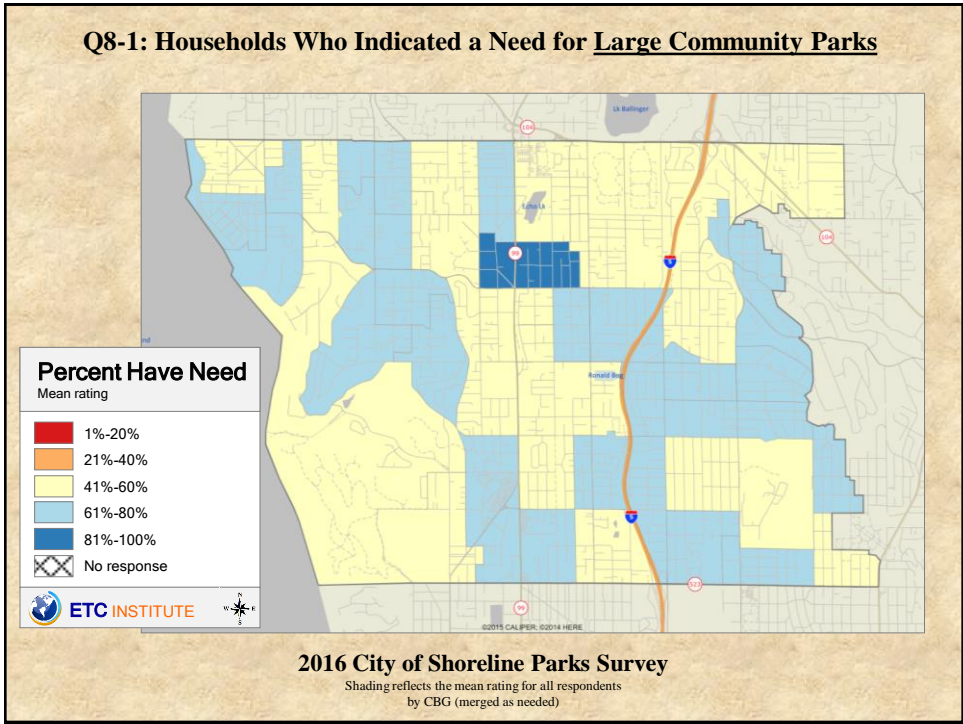 Q8-1: Households Who Indicated a Need for Large Community Parks
Lk Ballinger
104
Echo Lk
99
104
5
nd
Ronald Bog
Percent Have Need
Mean rating
1%-20%
21%-40%
41%-60%
61%-80%
81%-100%
No response
5
523
99
ETC INSTITUTE
N
W E
S
©2015 CALIPER; ©2014 HERE
2016 City of Shoreline Parks Survey
Shading reflects the mean rating for all respondents
by CBG (merged as needed)